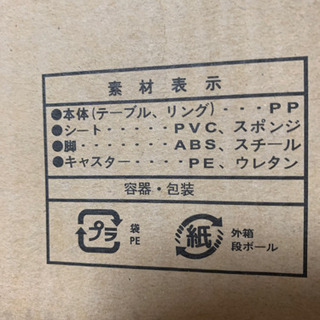 素材表示
●本体(テーブル、リング)---PP
●シート・・・・・PVC、スポンジ
●脚・・・・・・・ABS、スチール
●キャスター----PE、ウレタン
容器・包装
プラ 袋 PE
紙 外箱 段ボール